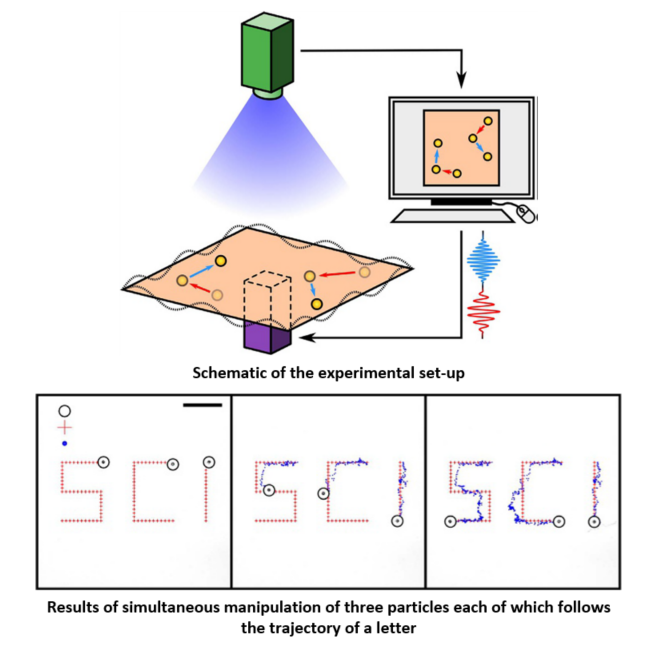 Schematic of the experimental set-up
SCI
Results of simultaneous manipulation of three particles each of which follows
the trajectory of a letter